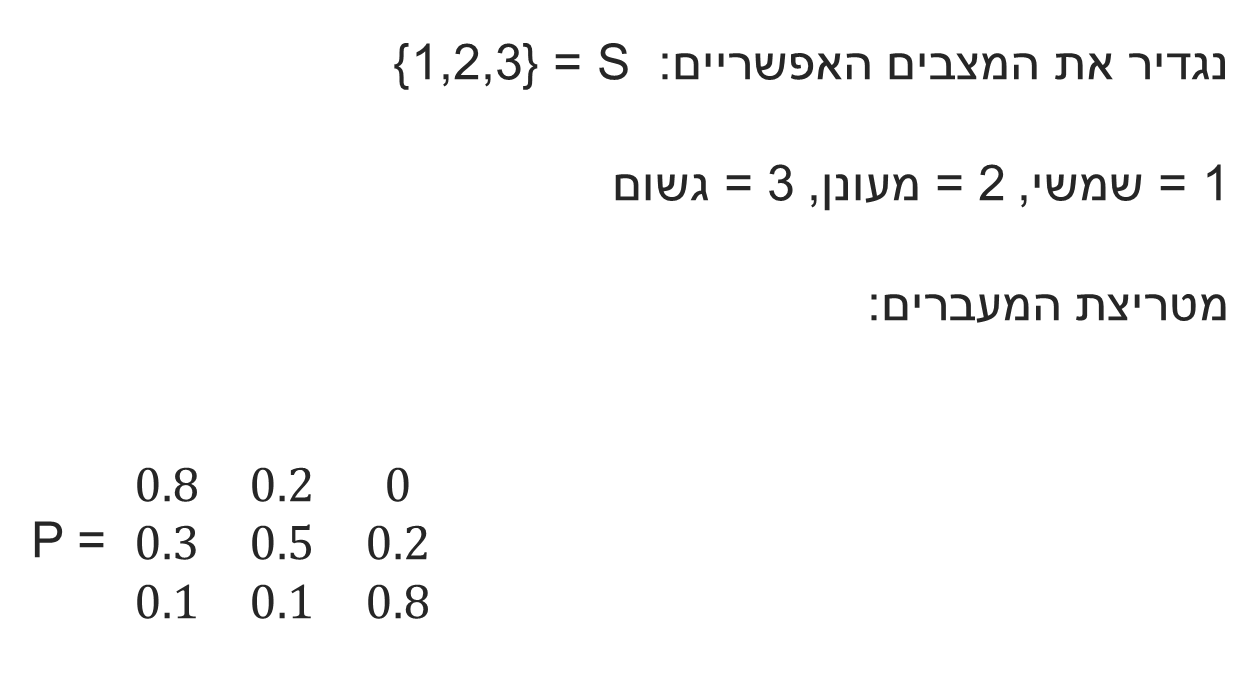 נגדיר את המצבים האפשריים: S = {1,2,3}
1 = שמשי, 2 = מעונן, 3 = גשום
מטריצת המעברים:
0.8 0.2 0
P = 0.3 0.5 0.2
0.1 0.1 0.8